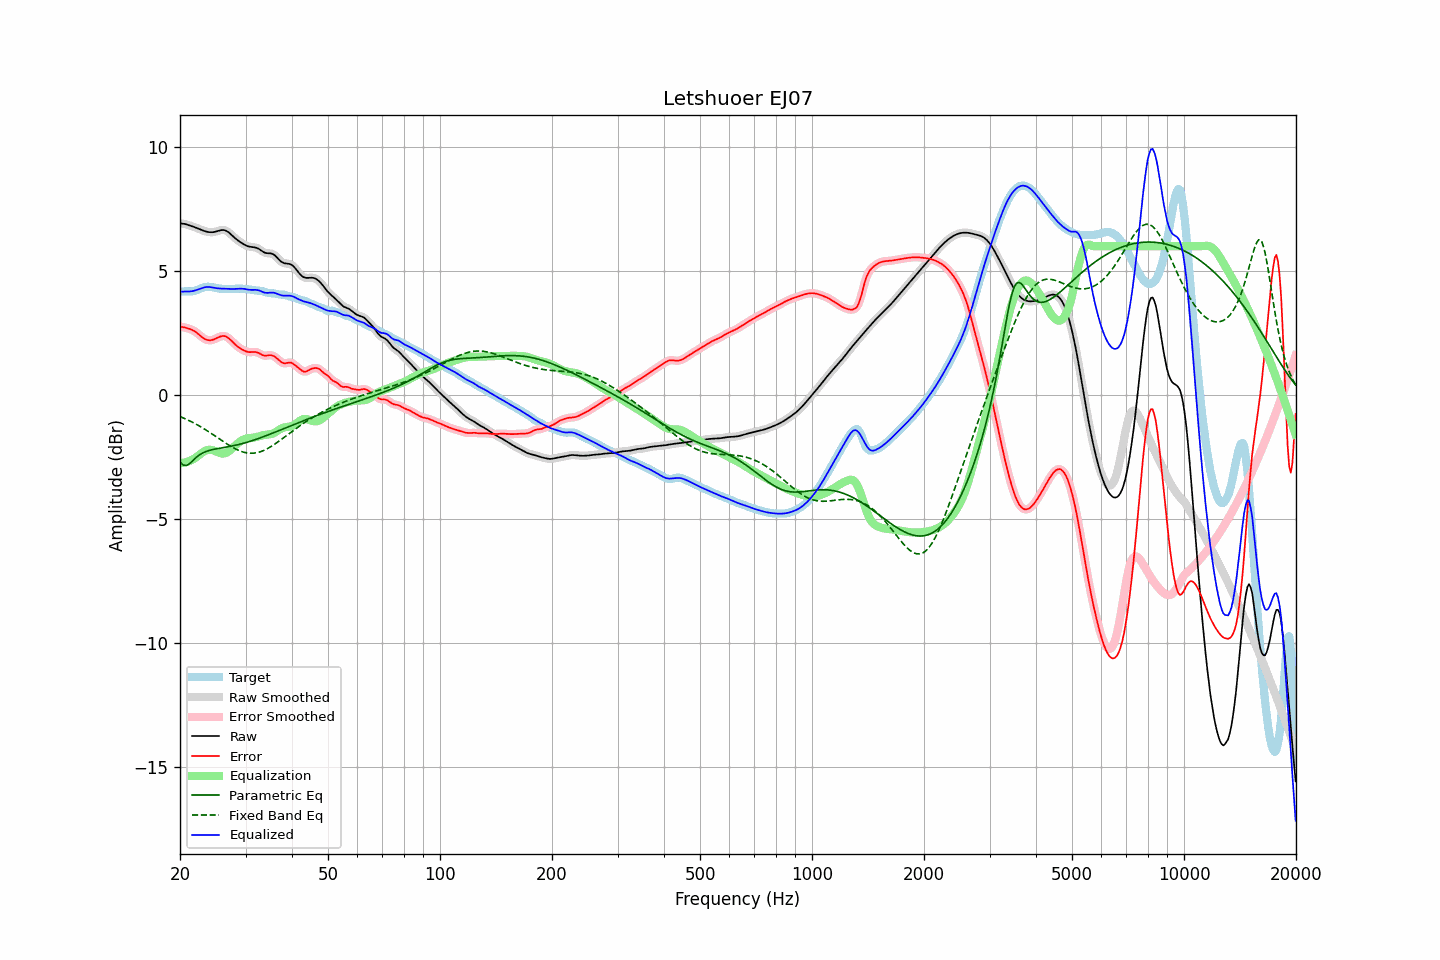 Letshuoer EJ07
Amplitude (dBr)
10
5
0
−5
−10
−15
Target
Raw Smoothed
Error Smoothed
Raw
Error
Equalization
Parametric Eq
Fixed Band Eq
Equalized
20 50 100 200 500 1000 2000 5000 10000 20000
Frequency (Hz)